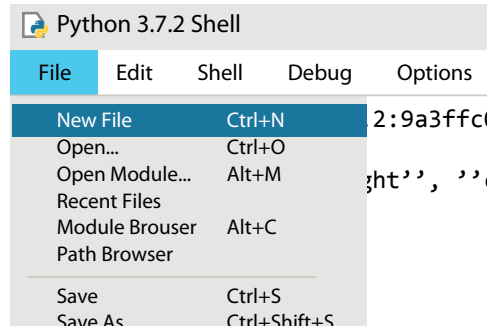 Python 3.7.2 Shell
File Edit Shell Debug Options
New File Ctrl+N .2:9a3ffc
Open... Ctrl+O
Open Module... Alt+M ght’’, ’’
Recent Files
Module Brouser Alt+C
Path Browser
Save Ctrl+S
Save As Ctrl+Shift+S